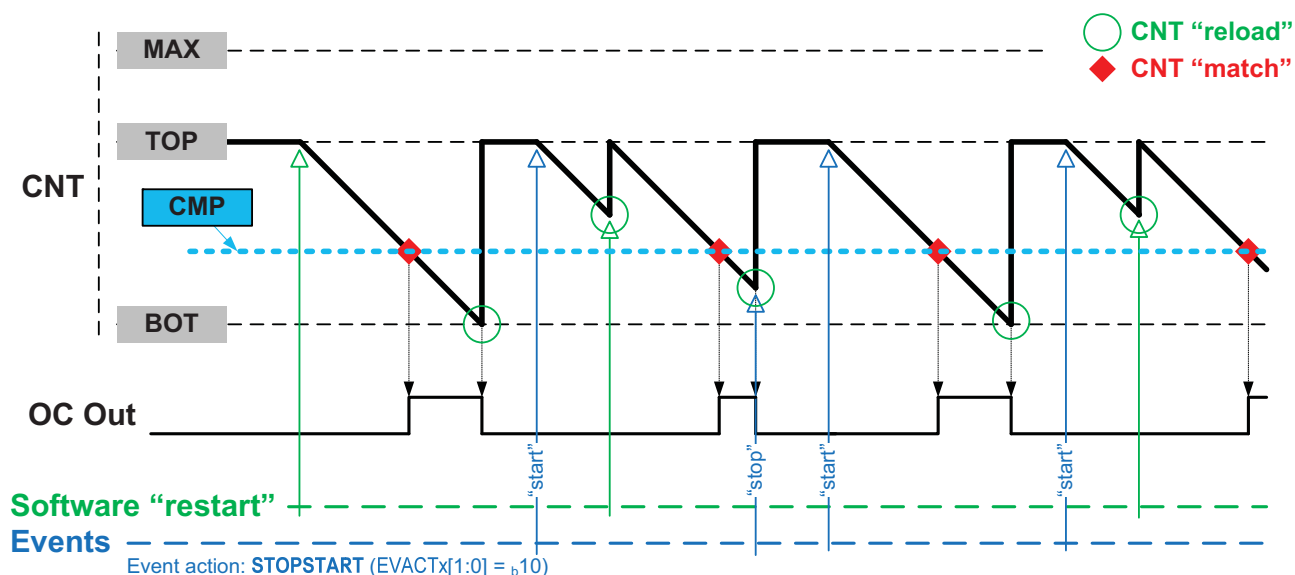 MAX
CNT “reload”
CNT “match”
TOP
CNT
CMP
BOT
OC Out
“start”
“stop”
“start”
“start”
Software “restart”
Events
Event action: STOPSTART (EVACTx[1:0] = b10)